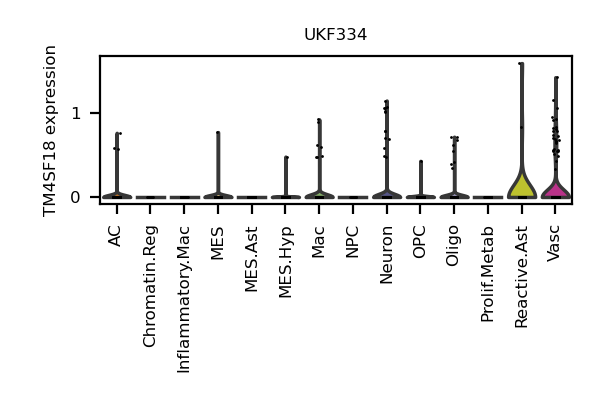 UKF334
TM4SF18 expression
1
0
AC
Chromatin.Reg
Inflammatory.Mac
MES
MES.Ast
MES.Hyp
Mac
NPC
Neuron
OPC
Oligo
Prolif.Metab
Reactive.Ast
Vasc